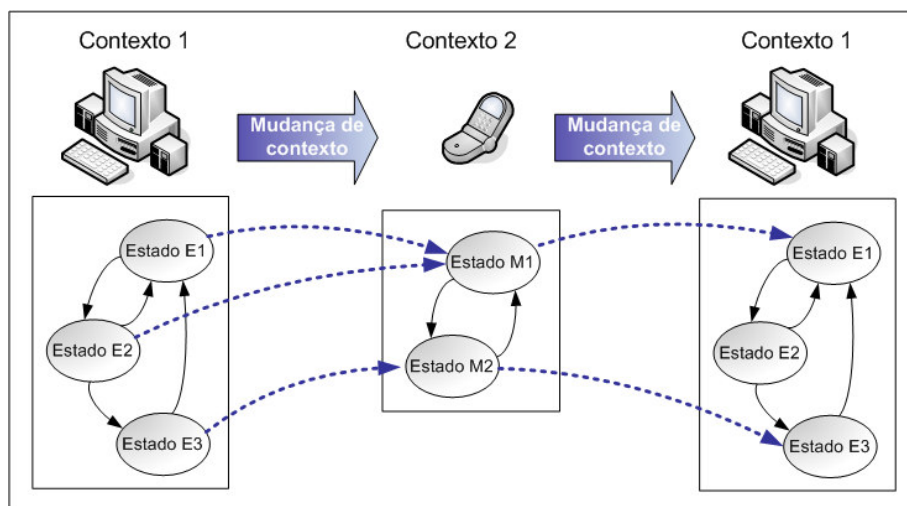 Contexto 1
Contexto 2
Contexto 1
Mudança de
contexto
Mudança de
contexto
Estado E1
Estado E2
Estado E3
Estado M1
Estado M2
Estado E1
Estado E2
Estado E3